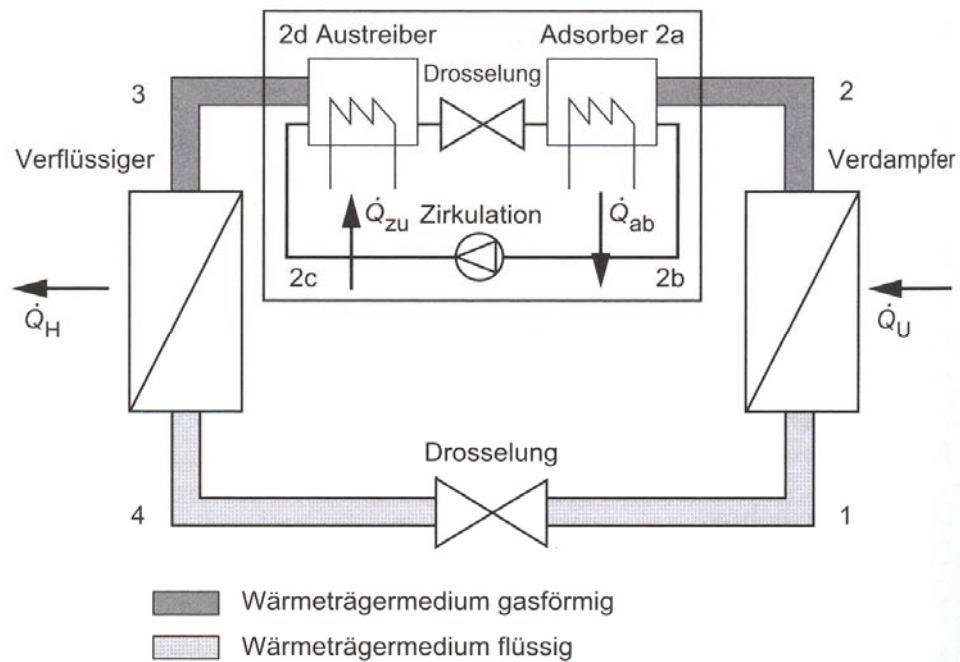 2d Austreiber
Adsorber 2a
Drosselung
3
2
Verflüssiger
Verdampfer
Q̇zu
Zirkulation
Q̇ab
2c
2b
Q̇H
Q̇U
Drosselung
4
1
Wärmeträgermedium gasförmig
Wärmeträgermedium flüssig